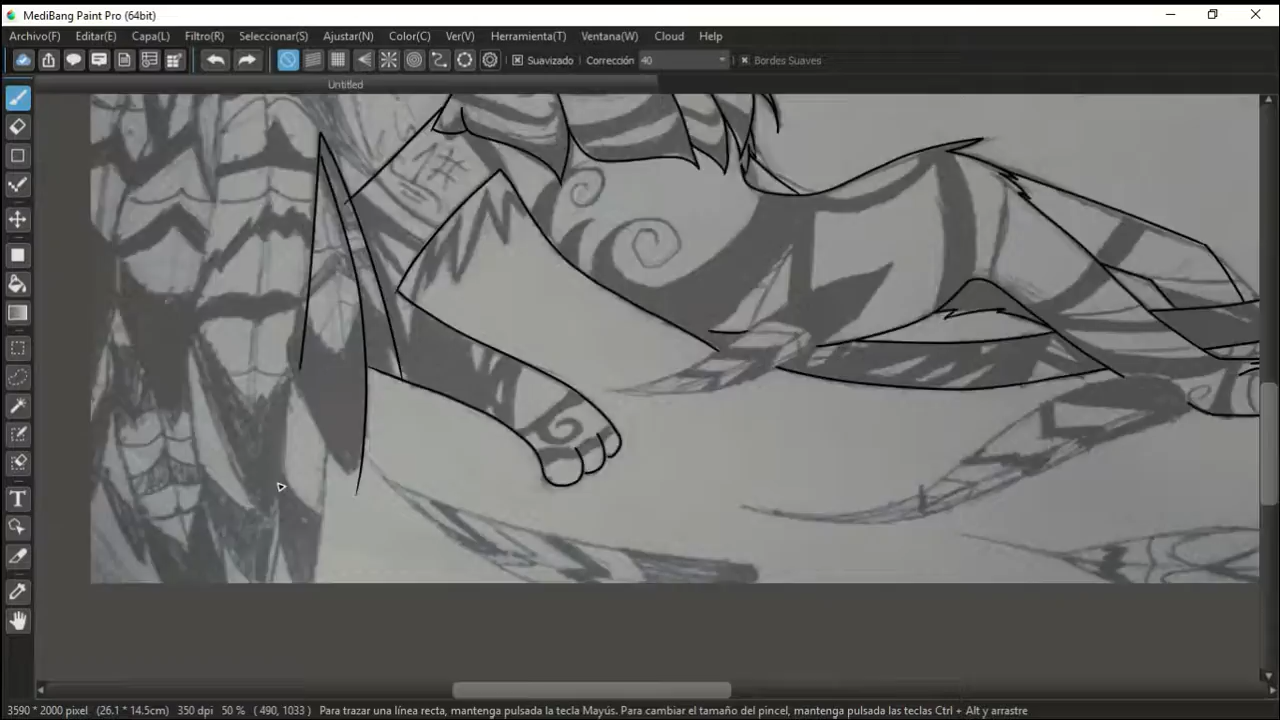 MediBang Paint Pro (64bit)
Archivo(F) Editar(E) Capa(L) Filtro(R) Seleccionar(S) Ajustar(N) Color(C) Ver(V) Herramienta(T) Ventana(W) Cloud Help
Suavizado Corrección 40 Bordes Suaves
Untitled
1#
T
3590 * 2000 pixel (26.1 * 14.5cm) 350 dpi 50 % ( 490, 1033 ) Para trazar una línea recta, mantenga pulsada la tecla Mayús. Para cambiar el tamaño del pincel, mantenga pulsada las teclas Ctrl + Alt y arrastre